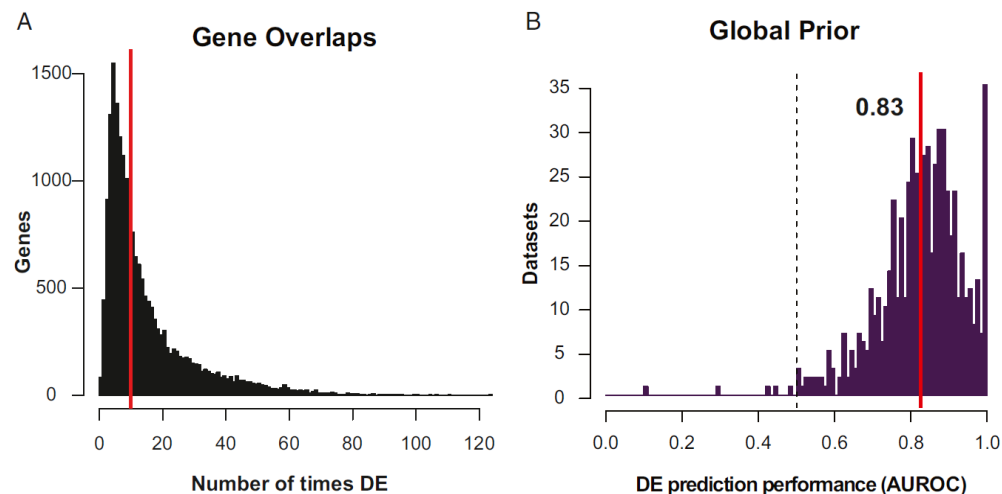 A
Gene Overlaps
1500
1000
500
0
Genes
0 20 40 60 80 100 120
Number of times DE
B
Global Prior
0.83
35
30
25
20
15
10
5
0
Datasets
0.0 0.2 0.4 0.6 0.8 1.0
DE prediction performance (AUROC)